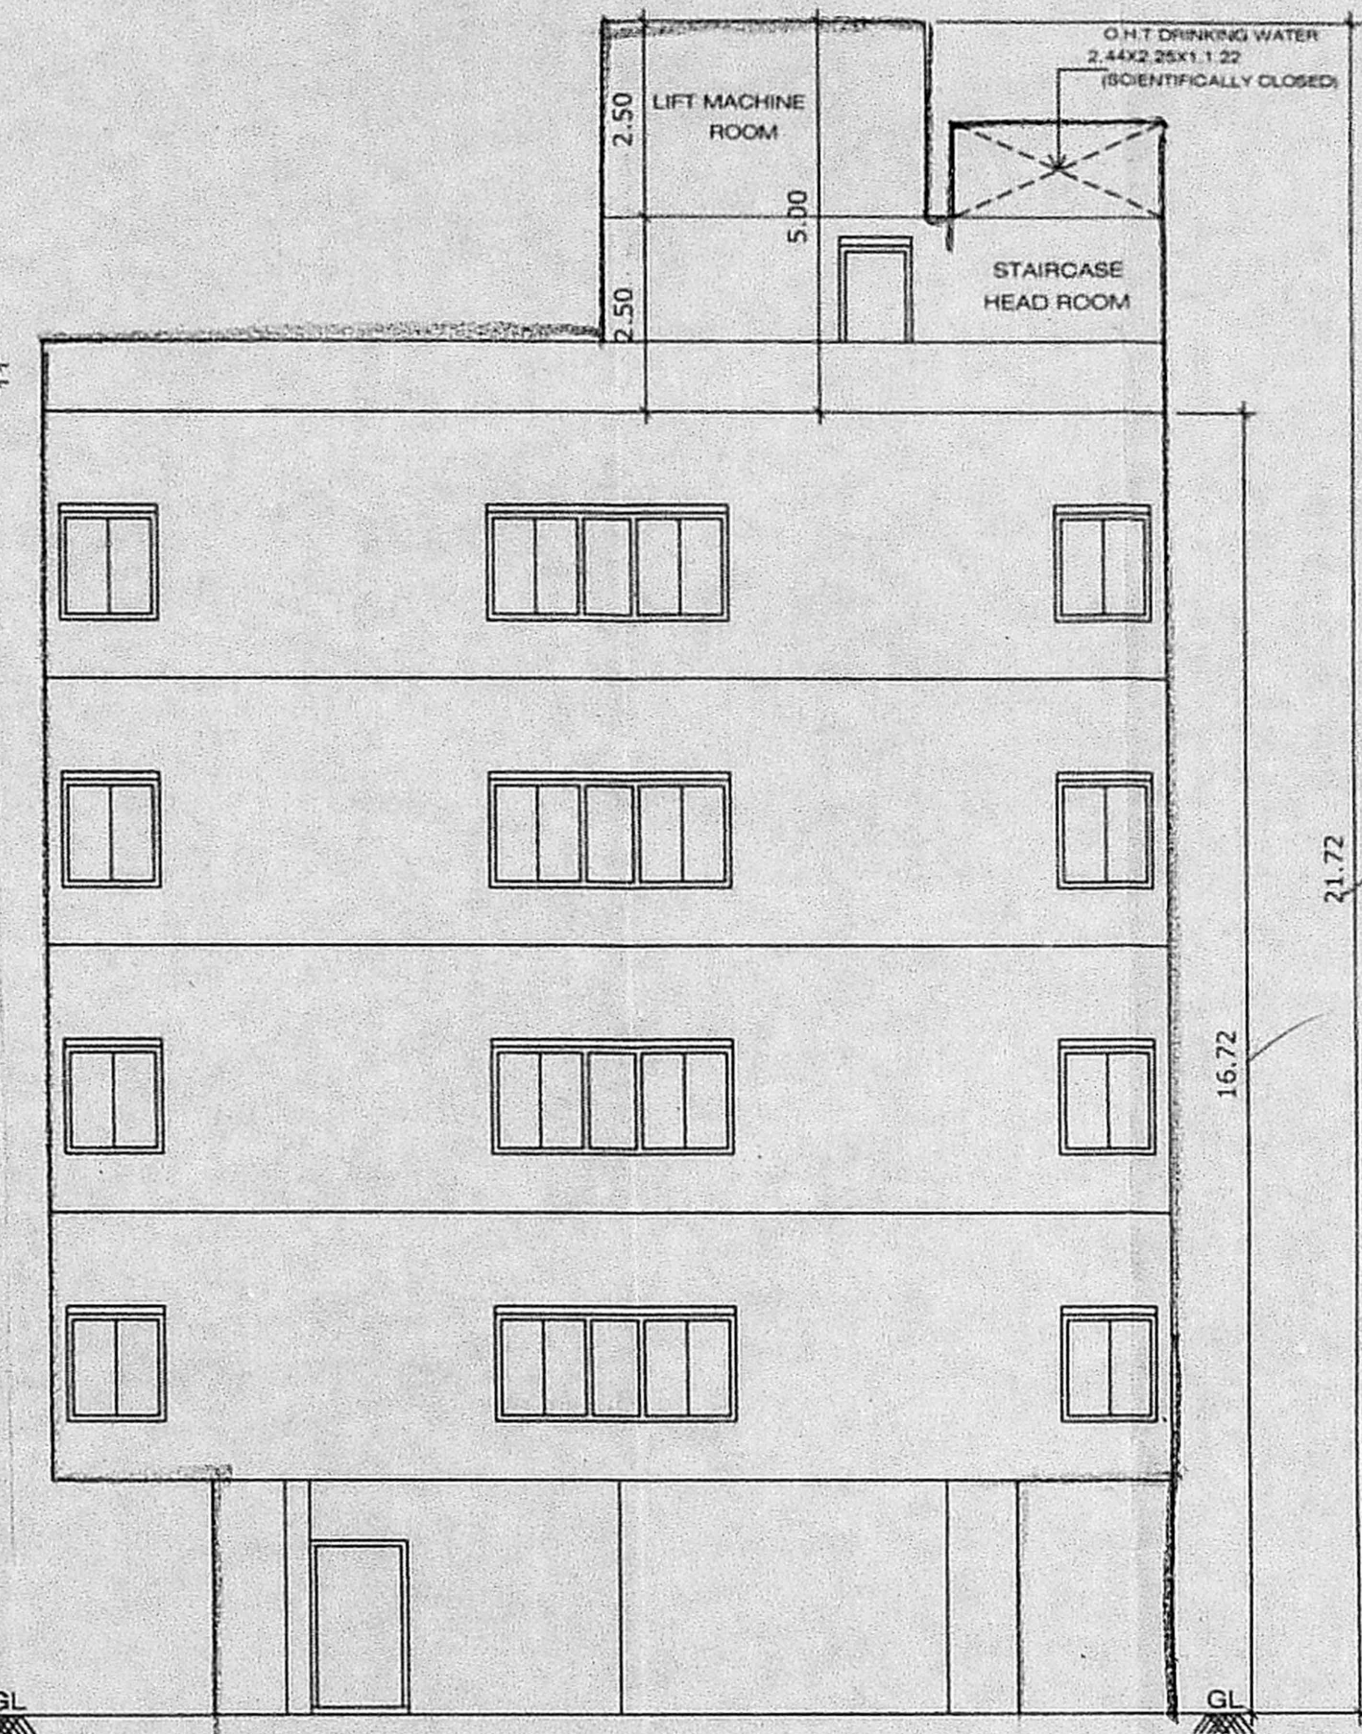 O.H.T DRINKING WATER
2.44X2.25X1.1.22
(SCIENTIFICALLY CLOSED)
LIFT MACHINE
ROOM
2.50
5.00
STAIRCASE
HEAD ROOM
2.50
21.72
16.72
GL
GL